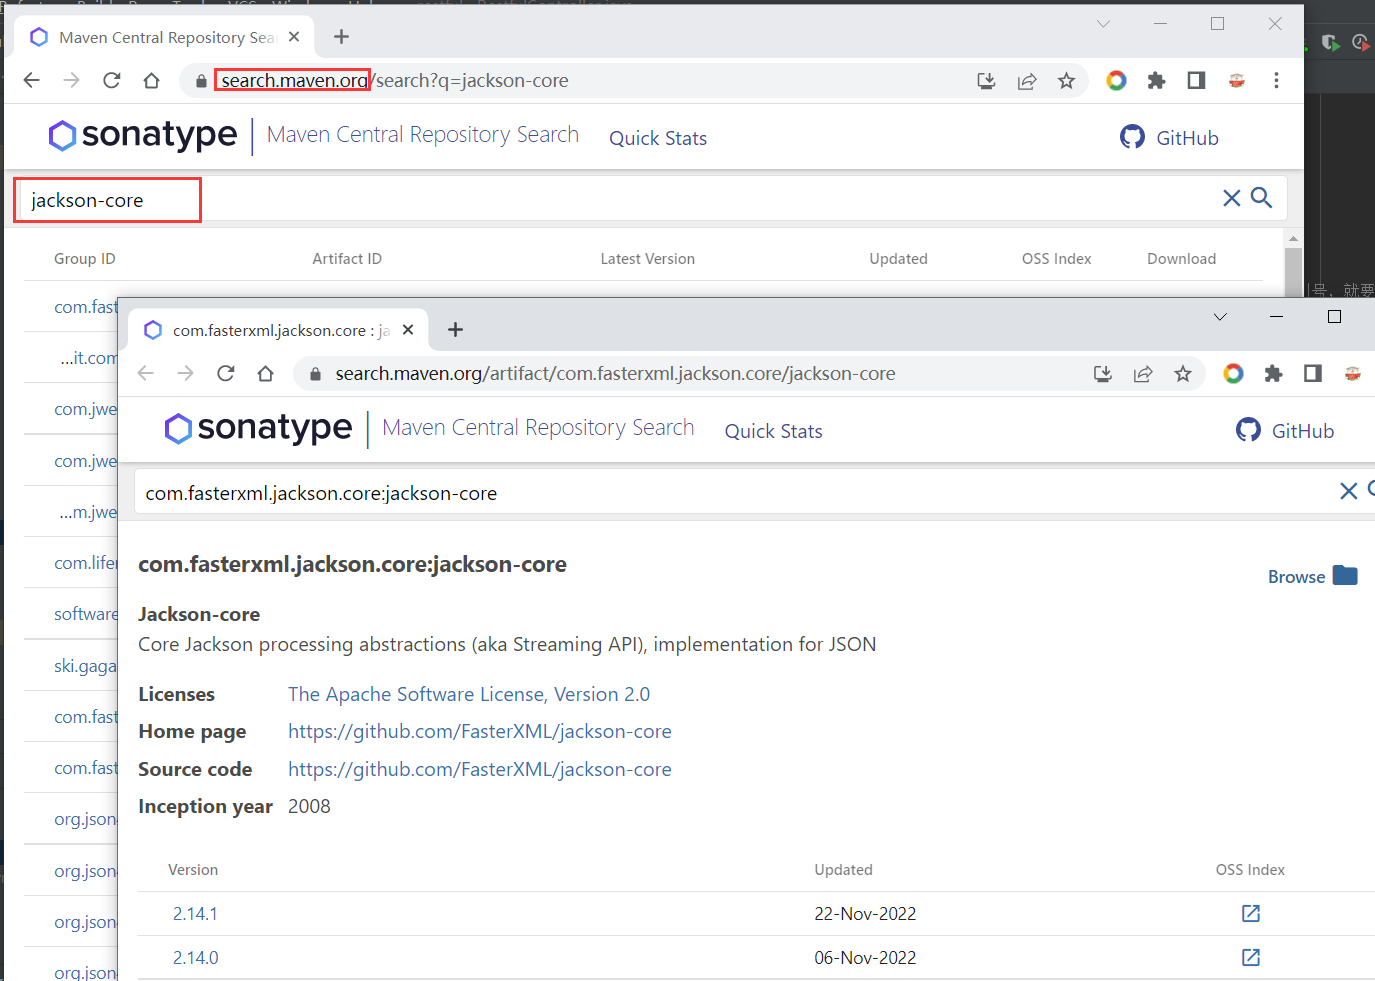 Maven Central Repository Sea
search.maven.org/search?q=jackson-core
sonatype
Maven Central Repository Search
Quick Stats
GitHub
jackson-core
Group ID
Artifact ID
Latest Version
Updated
OSS Index
Download
com.fast
...it.com
com.jwe
com.jwe
...m.jwe
com.lifer
software
ski.gaga
com.fast
com.fast
org.json
org.json
org.json
org.json
号，就要
com.fasterxml.jackson.core : ja
search.maven.org/artifact/com.fasterxml.jackson.core/jackson-core
sonatype
Maven Central Repository Search
Quick Stats
GitHub
com.fasterxml.jackson.core:jackson-core
com.fasterxml.jackson.core:jackson-core
Browse
Jackson-core
Core Jackson processing abstractions (aka Streaming API), implementation for JSON
Licenses The Apache Software License, Version 2.0
Home page https://github.com/FasterXML/jackson-core
Source code https://github.com/FasterXML/jackson-core
Inception year 2008
Version Updated OSS Index
2.14.1 22-Nov-2022
2.14.0 06-Nov-2022